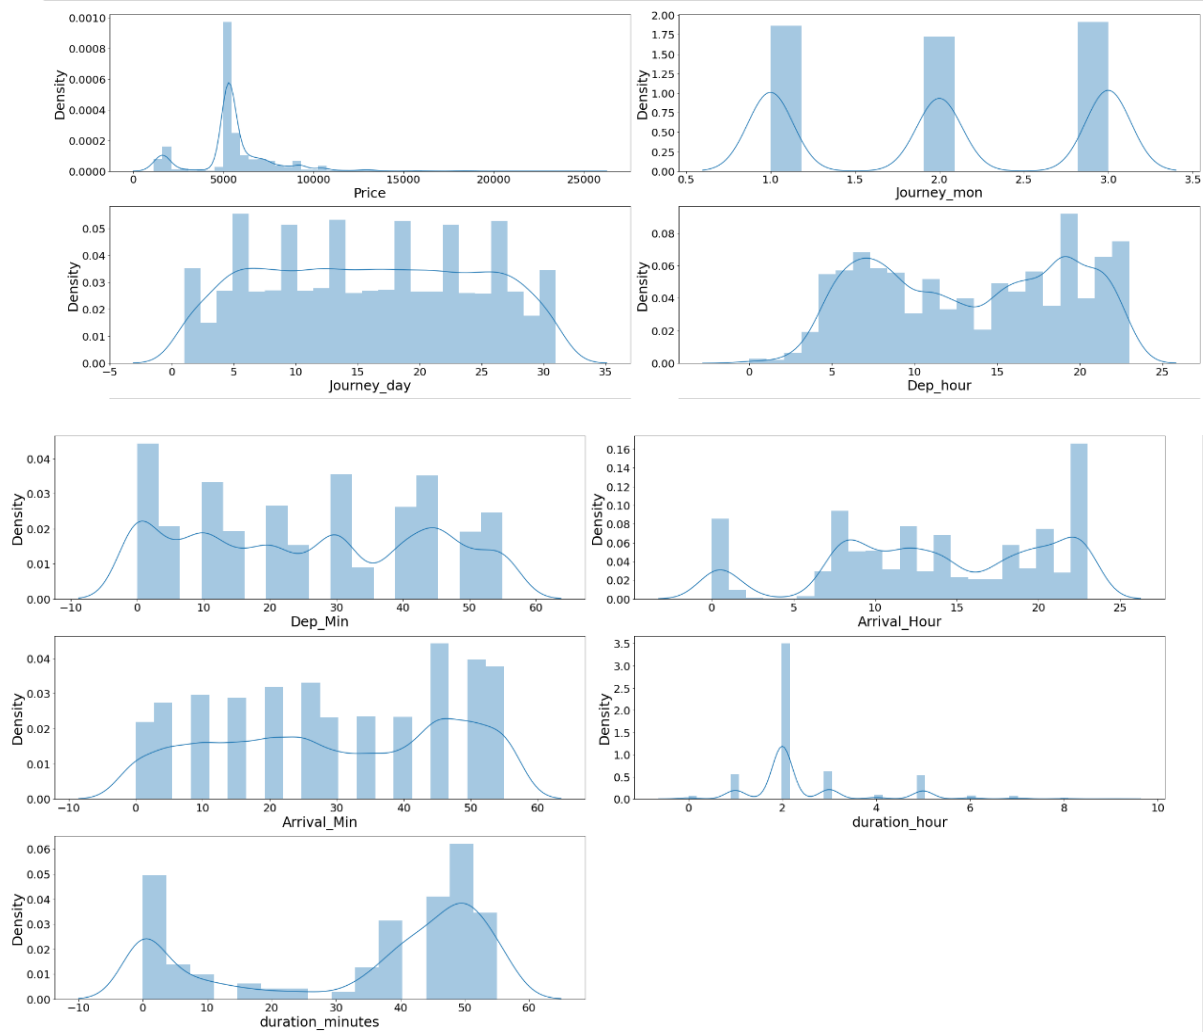 Density
0.0010
0.0008
0.0006
0.0004
0.0002
0.0000
0 5000 10000 15000 20000 25000
Price
Density
2.00
1.75
1.50
1.25
1.00
0.75
0.50
0.25
0.00
0.5 1.0 1.5 2.0 2.5 3.0 3.5
Journey_mon
Density
0.05
0.04
0.03
0.02
0.01
0.00
−5 0 5 10 15 20 25 30 35
Journey_day
Density
0.08
0.06
0.04
0.02
0.00
0 5 10 15 20 25
Dep_hour
Density
0.04
0.03
0.02
0.01
0.00
−10 0 10 20 30 40 50 60
Dep_Min
Density
0.16
0.14
0.12
0.10
0.08
0.06
0.04
0.02
0.00
0 5 10 15 20 25
Arrival_Hour
Density
0.04
0.03
0.02
0.01
0.00
−10 0 10 20 30 40 50 60
Arrival_Min
Density
3.5
3.0
2.5
2.0
1.5
1.0
0.5
0.0
0 2 4 6 8 10
duration_hour
Density
0.06
0.05
0.04
0.03
0.02
0.01
0.00
−10 0 10 20 30 40 50 60
duration_minutes